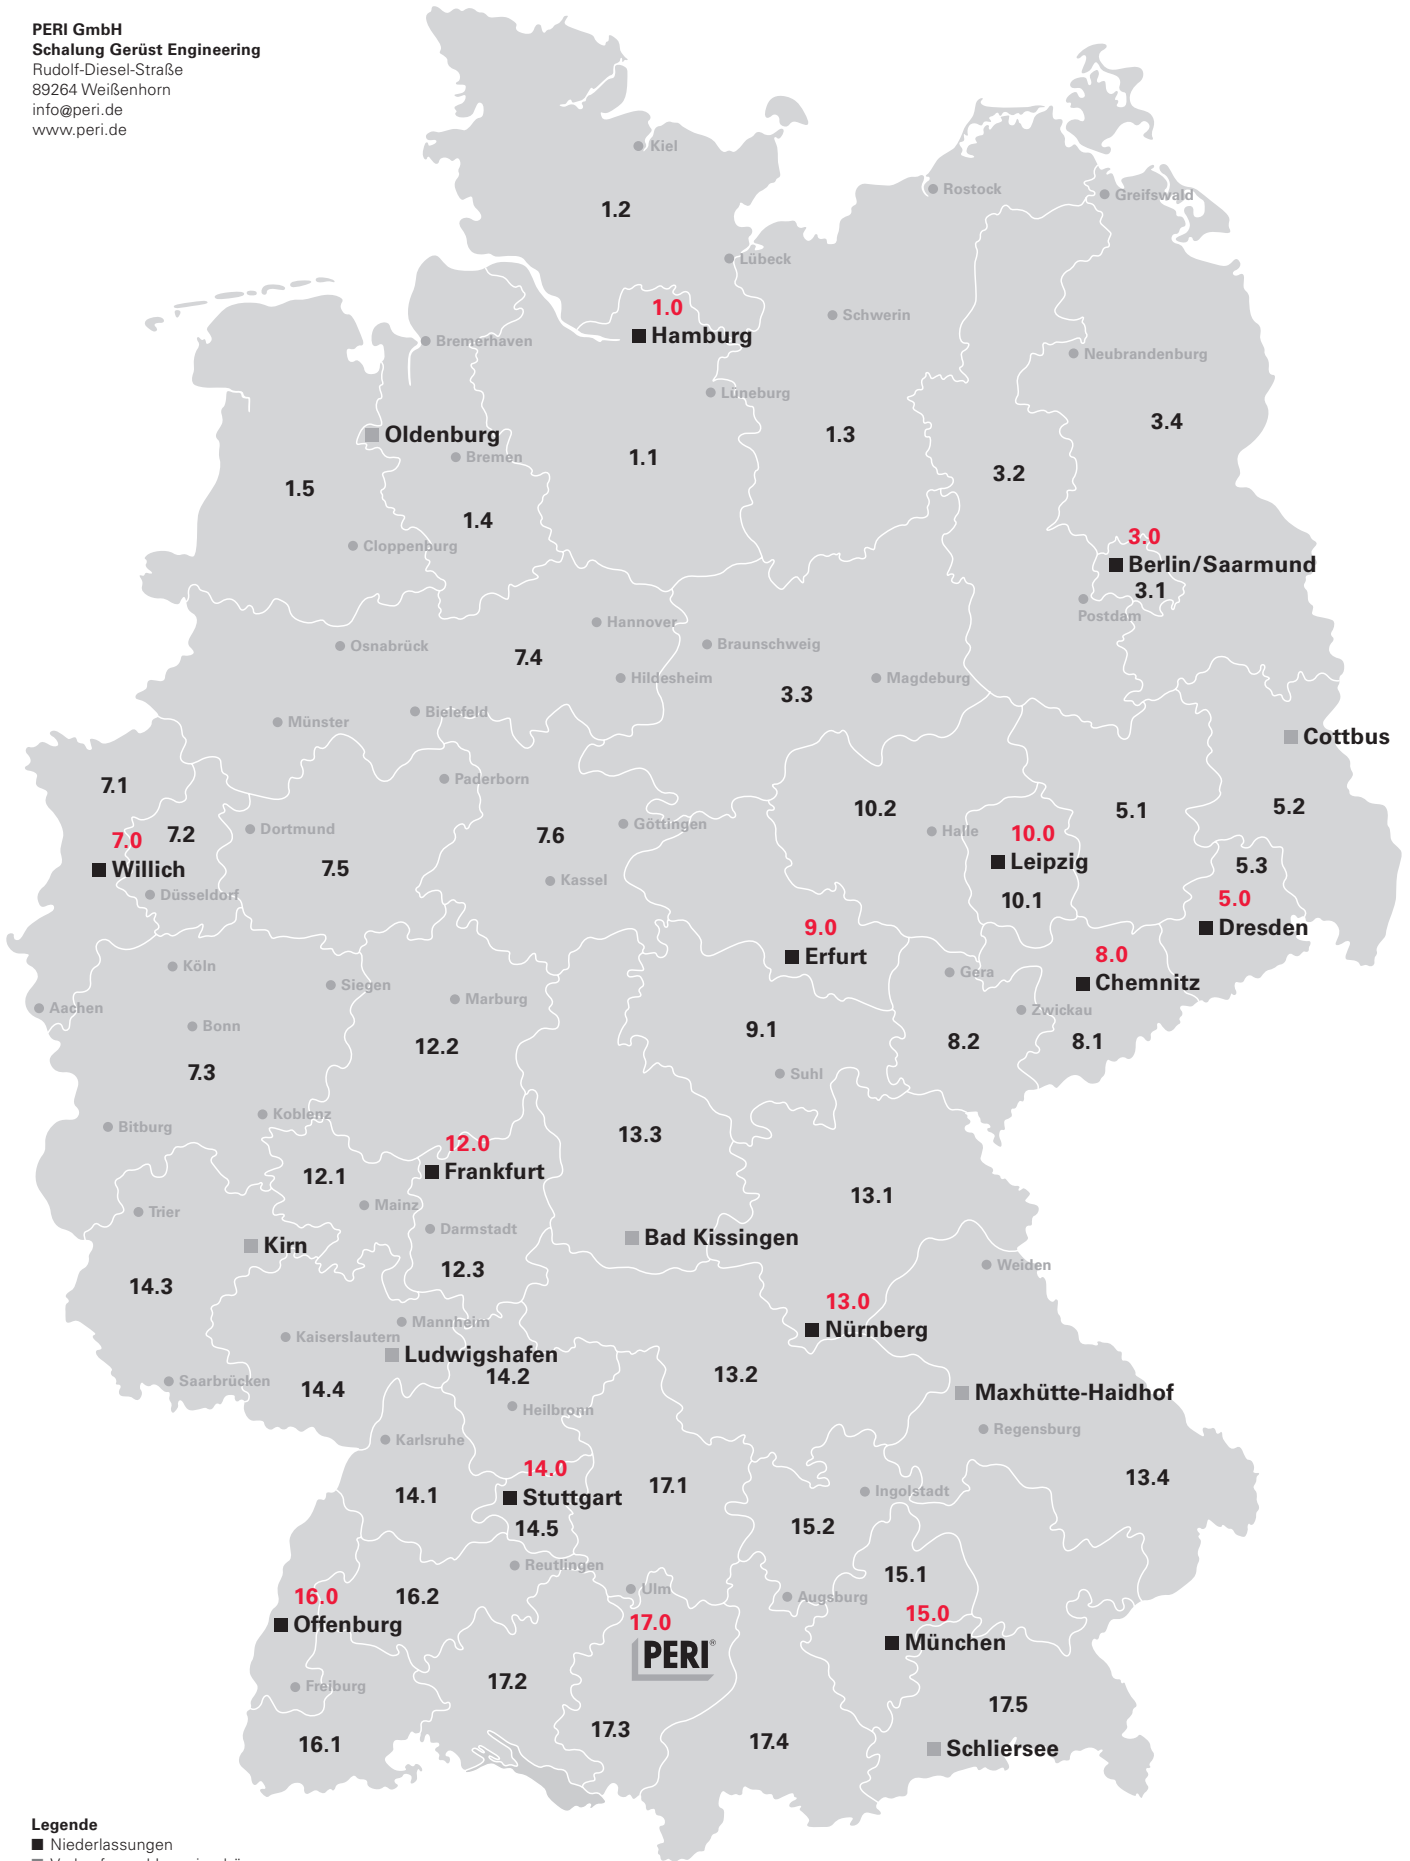 PERI GmbH
Schalung Gerüst Engineering
Rudolf-Diesel-Straße
89264 Weißenhorn
info@peri.de
www.peri.de
Kiel
Rostock
Greifswald
1.2
Lübeck
1.0
Schwerin
Hamburg
Bremerhaven
Neubrandenburg
Lüneburg
3.4
Oldenburg
1.3
Bremen
1.1
3.2
1.5
1.4
3.0
Cloppenburg
Berlin/Saarmund
3.1
Postdam
Hannover
Osnabrück
Braunschweig
7.4
Hildesheim
Magdeburg
3.3
Bielefeld
Münster
Cottbus
Paderborn
7.1
10.2
5.1
5.2
Göttingen
Dortmund
Halle
10.0
7.0
7.2
7.6
Leipzig
5.3
Willich
7.5
Kassel
Düsseldorf
10.1
5.0
9.0
Dresden
Erfurt
8.0
Köln
Gera
Chemnitz
Siegen
Marburg
Aachen
Zwickau
Bonn
9.1
8.2
8.1
12.2
7.3
Suhl
Koblenz
Bitburg
13.3
12.0
Frankfurt
12.1
13.1
Mainz
Trier
Darmstadt
Bad Kissingen
Kirn
12.3
Weiden
14.3
13.0
Mannheim
Nürnberg
Kaiserslautern
Ludwigshafen
14.2
13.2
Saarbrücken
14.4
Maxhütte-Haidhof
Heilbronn
Regensburg
Karlsruhe
14.0
13.4
17.1
14.1
Stuttgart
Ingolstadt
14.5
15.2
Reutlingen
15.1
16.0
16.2
Ulm
Augsburg
Offenburg
17.0
15.0
PERI®
München
17.2
Freiburg
17.5
17.3
16.1
17.4
Schliersee
Legende
Niederlassungen